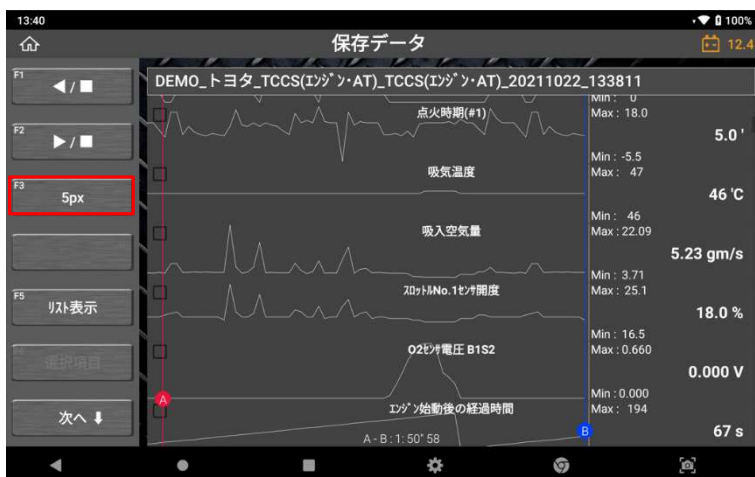 13:40
100%
保存データ
12.4
F1
◀/■
DEMO_トヨタ_TCCS(ｴﾝｼﾞﾝ･AT)_TCCS(ｴﾝｼﾞﾝ･AT)_20211022_133811
Min : 0
点火時期(#1)
Max : 18.0
5.0 '
F2
▶/■
Min : -5.5
吸気温度
Max : 47
46 'C
F3
5px
Min : 46
吸入空気量
Max : 22.09
5.23 gm/s
Min : 3.71
ｽﾛｯﾄﾙNo.1ｾﾝｻ開度
Max : 25.1
18.0 %
F5
ﾘｽﾄ表示
Min : 16.5
O2ｾﾝｻ電圧 B1S2
Max : 0.660
0.000 V
選択項目
Min : 0.000
A
ｴﾝｼﾞﾝ始動後の経過時間
Max : 194
67 s
次へ ⬇
A - B : 1: 50" 58
B